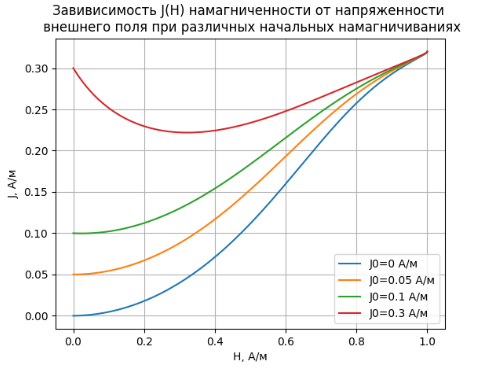 Завивисимость J(H) намагниченности от напряженности
внешнего поля при различных начальных намагничиваниях
0.30
0.25
0.20
0.15
0.10
0.05
0.00
J, А/м
0.0 0.2 0.4 0.6 0.8 1.0
H, А/м
J0=0 А/м
J0=0.05 А/м
J0=0.1 А/м
J0=0.3 А/м